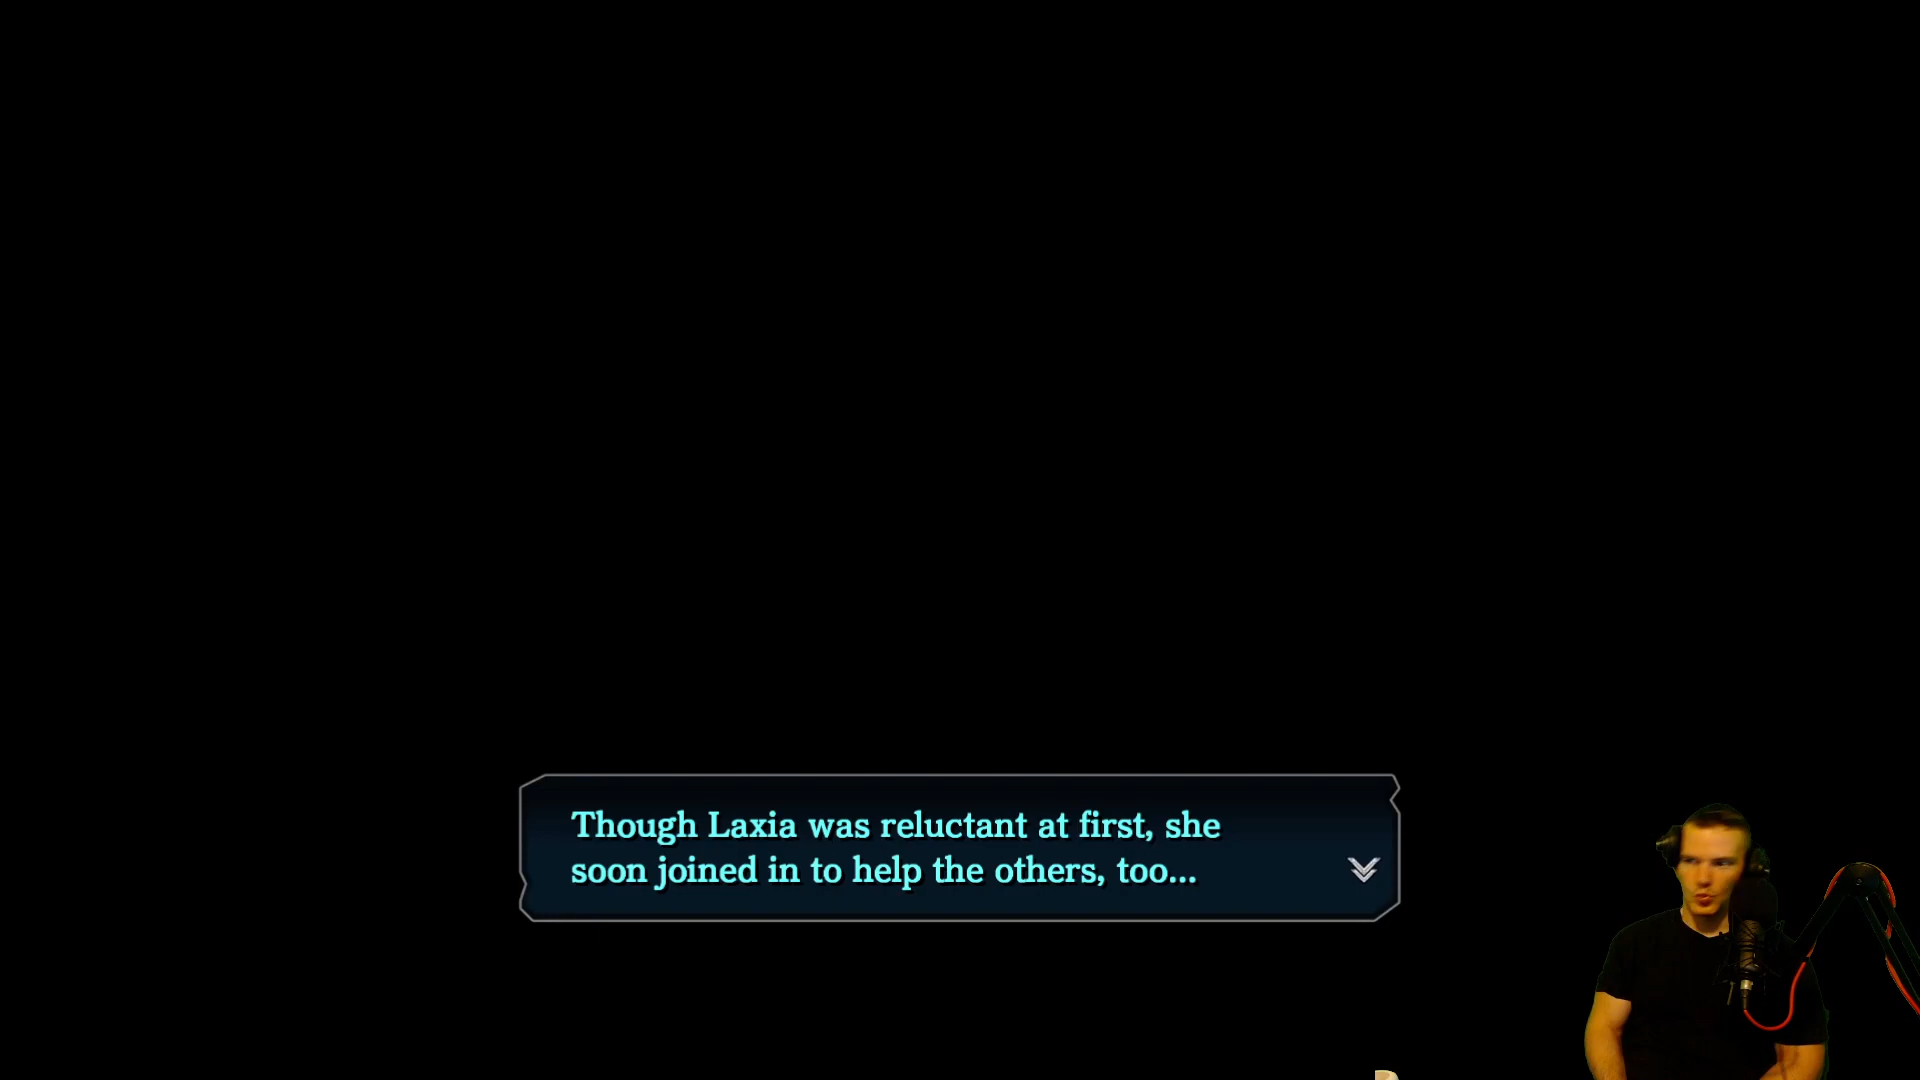 Though Laxia was reluctant at first, she
soon joined in to help the others, too...